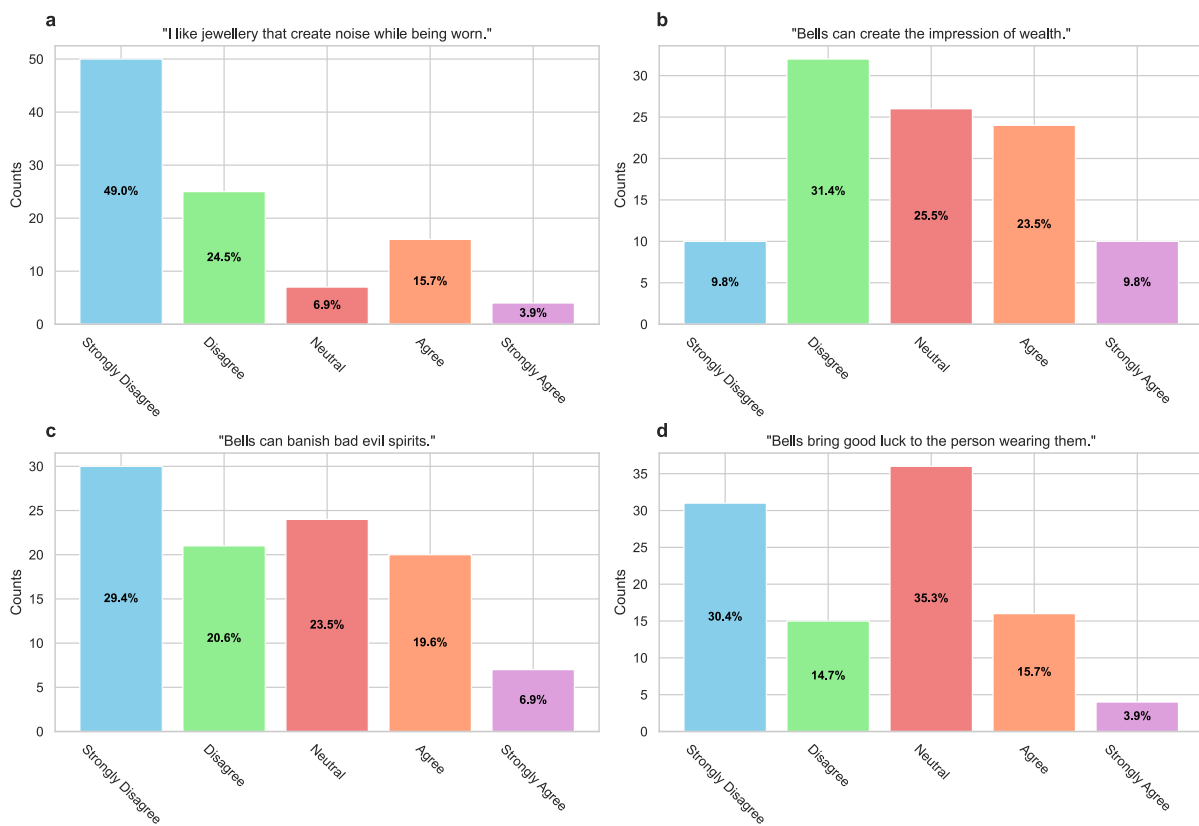 a
"I like jewellery that create noise while being worn."
Counts
50
40
30
20
10
0
49.0%
24.5%
6.9%
15.7%
3.9%
Strongly Disagree
Disagree
Neutral
Agree
Strongly Agree
b
"Bells can create the impression of wealth."
Counts
30
25
20
15
10
5
0
9.8%
31.4%
25.5%
23.5%
9.8%
Strongly Disagree
Disagree
Neutral
Agree
Strongly Agree
c
"Bells can banish bad evil spirits."
Counts
30
25
20
15
10
5
0
29.4%
20.6%
23.5%
19.6%
6.9%
Strongly Disagree
Disagree
Neutral
Agree
Strongly Agree
d
"Bells bring good luck to the person wearing them."
Counts
35
30
25
20
15
10
5
0
30.4%
14.7%
35.3%
15.7%
3.9%
Strongly Disagree
Disagree
Neutral
Agree
Strongly Agree